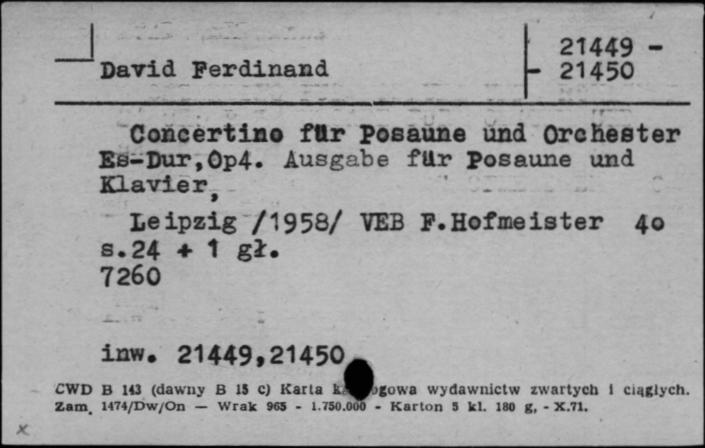 21449 -
David Ferdinand - 21450
Concertino für Posaune und Orchester
Es-Dur,Op4. Ausgabe für Posaune und
Klavier,
Leipzig /1958/ VEB F.Hofmeister 4o
s.24 + 1 gł.
7260
inw. 21449,21450
CWD B 143 (dawny B 15 c) Karta wydawnictw zwartych i ciągłych.
Zam. 1474/Dw/On — Wrak 965 - 1.750.000 - Karton 5 kl. 180 g, - X.71.
x